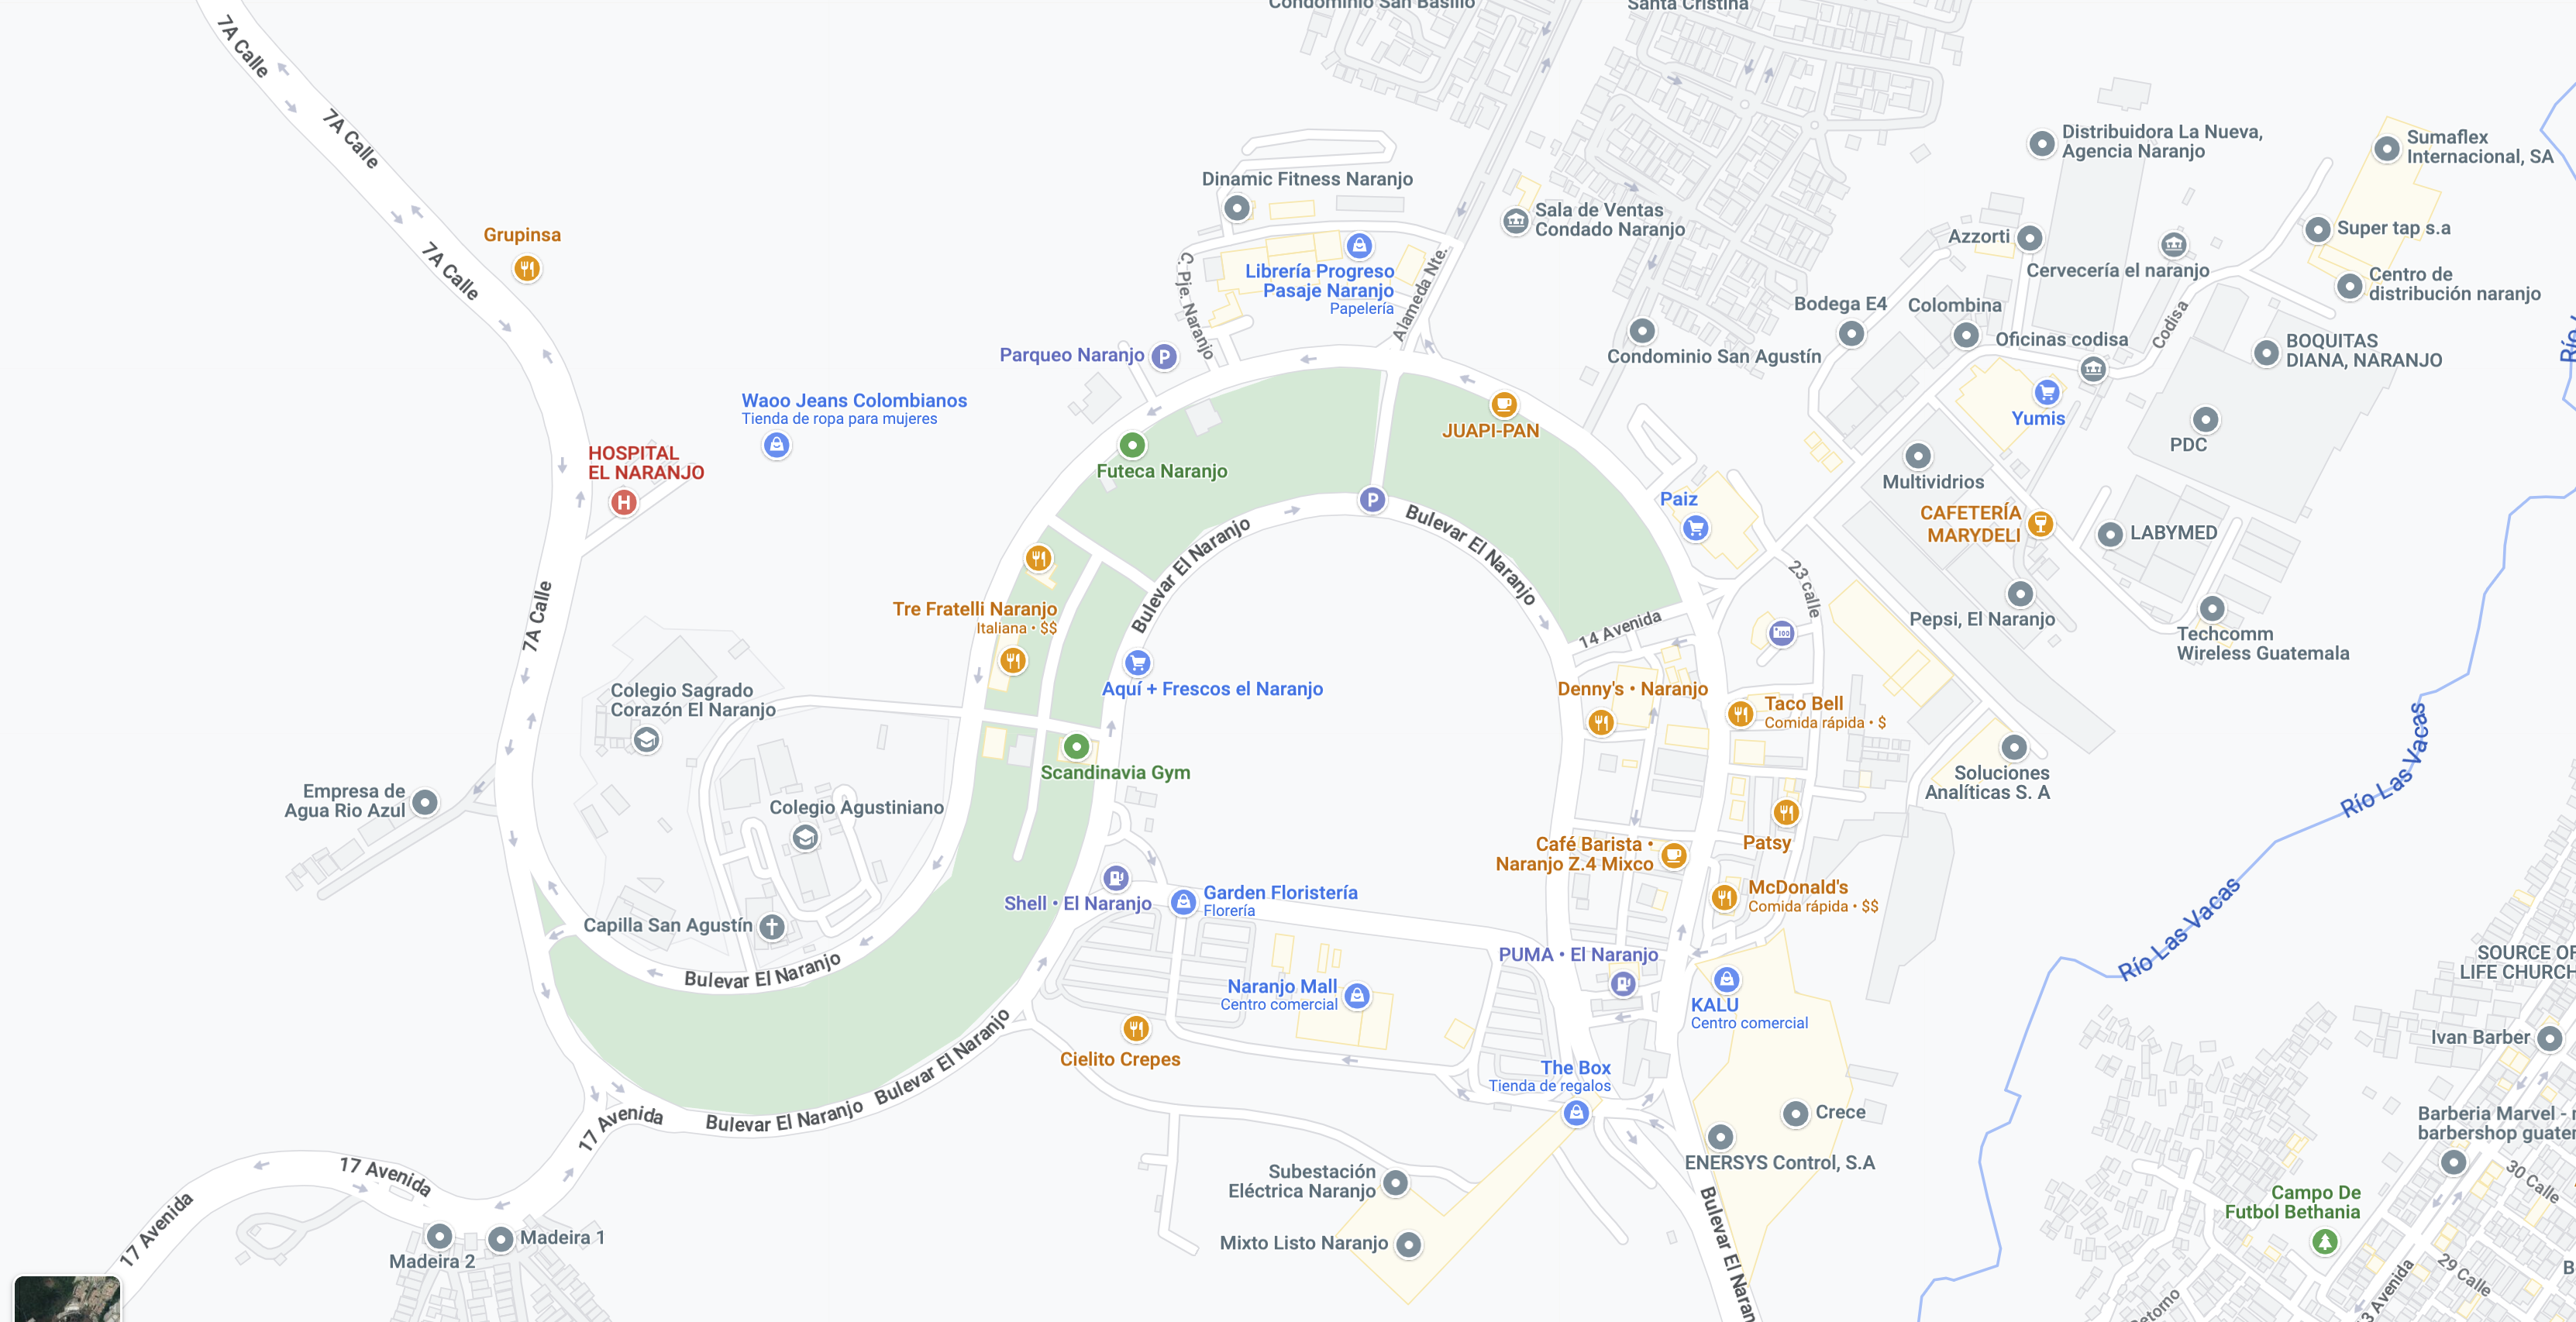 Condominio San Basilio
Santa Cristina
7A Calle
7A Calle
7A Calle
7A Calle
Grupinsa
Dinamic Fitness Naranjo
Librería Progreso
Pasaje Naranjo
Papelería
C. Pje. Naranjo
Alameda Nte.
Sala de Ventas
Condado Naranjo
Condominio San Agustín
Distribuidora La Nueva,
Agencia Naranjo
Sumaflex
Internacional, SA
Super tap s.a
Azzorti
Cervecería el naranjo
Centro de
distribución naranjo
Bodega E4
Colombina
Oficinas codisa
Codisa
BOQUITAS
DIANA, NARANJO
Yumis
PDC
Multividrios
CAFETERÍA
MARYDELI
LABYMED
Pepsi, El Naranjo
Techcomm
Wireless Guatemala
Soluciones
Analíticas S. A
Parqueo Naranjo
P
Waoo Jeans Colombianos
Tienda de ropa para mujeres
HOSPITAL
EL NARANJO
H
Futeca Naranjo
JUAPI-PAN
P
Paiz
23 calle
14 Avenida
Bulevar El Naranjo
Bulevar El Naranjo
Tre Fratelli Naranjo
Italiana • $$
Aquí + Frescos el Naranjo
Scandinavia Gym
Colegio Sagrado
Corazón El Naranjo
Colegio Agustiniano
Empresa de
Agua Rio Azul
Capilla San Agustín
Bulevar El Naranjo
Denny's • Naranjo
Taco Bell
Comida rápida • $
Patsy
Café Barista •
Naranjo Z.4 Mixco
McDonald's
Comida rápida • $$
Shell • El Naranjo
Garden Floristería
Florería
PUMA • El Naranjo
Naranjo Mall
Centro comercial
KALU
Centro comercial
Cielito Crepes
The Box
Tienda de regalos
Crece
ENERSYS Control, S.A
Subestación
Eléctrica Naranjo
Mixto Listo Naranjo
Bulevar El Naranjo
Bulevar El Naranjo
Bulevar El Naran
17 Avenida
17 Avenida
17 Avenida
Madeira 1
Madeira 2
Río Las Vacas
Río Las Vacas
SOURCE OF
LIFE CHURCH
Ivan Barber
Barberia Marvel -
barbershop guate
30 Calle
29 Calle
Campo De
Futbol Bethania
3 Avenida
etorno